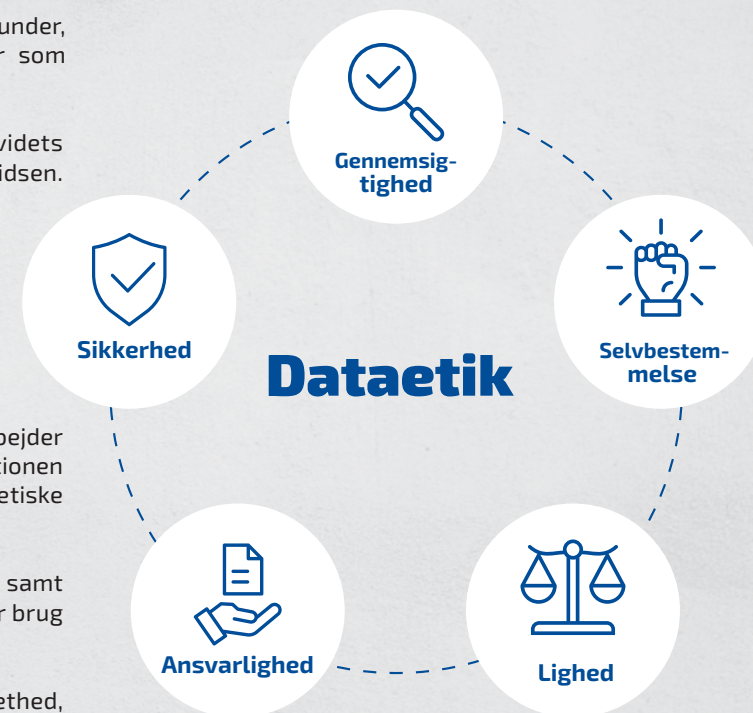 under,
r som
videts
idsen.
bejder
tionen
etiske
samt
r brug
ethed,
Gennemsig-
tighed
Sikkerhed
Selvbestem-
melse
Dataetik
Ansvarlighed
Lighed